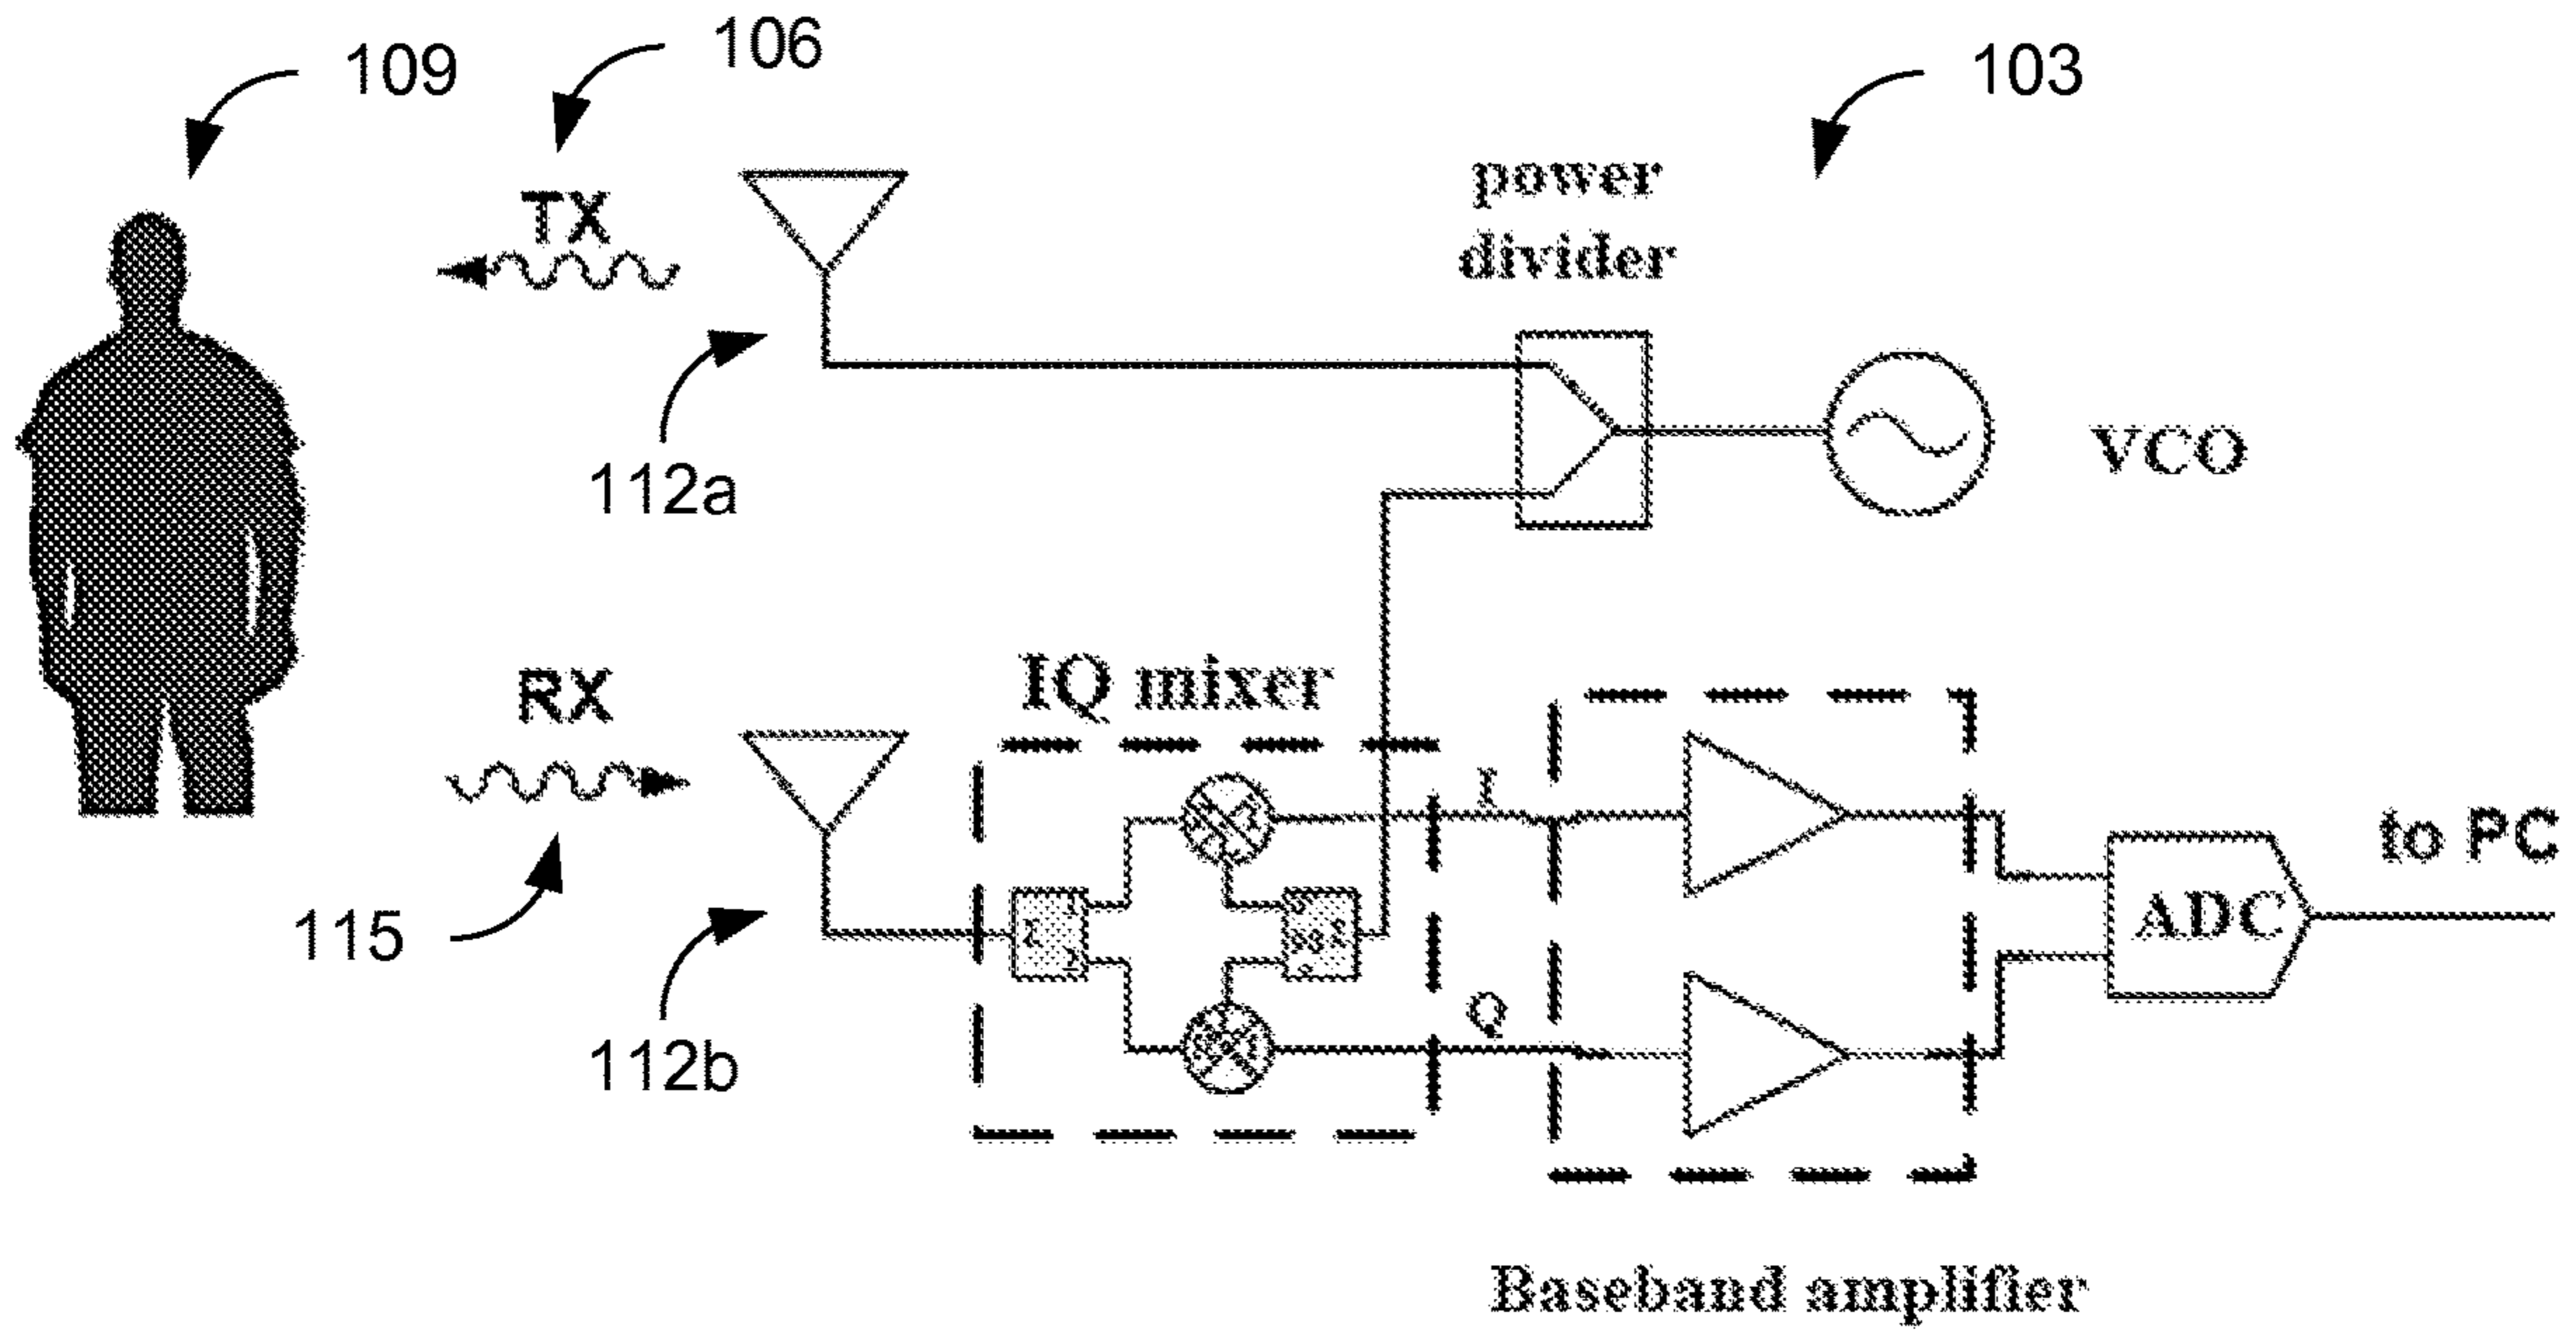 106
109
103
TX
power
divider
112a
VCO
RX
IQ mixer
I
to PC
115
ADC
Q
112b
Baseband amplifier